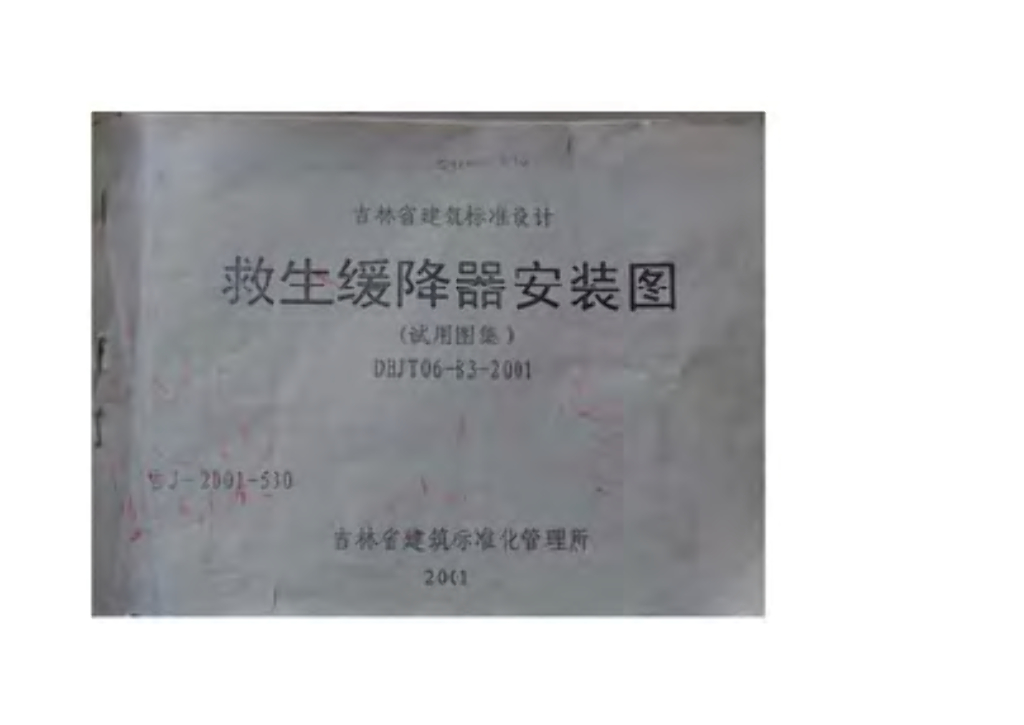 吉林省建筑标准设计
救生缓降器安装图
（试用图集）
DBJT06-83-2001
J-2001-530
吉林省建筑标准化管理所
2001